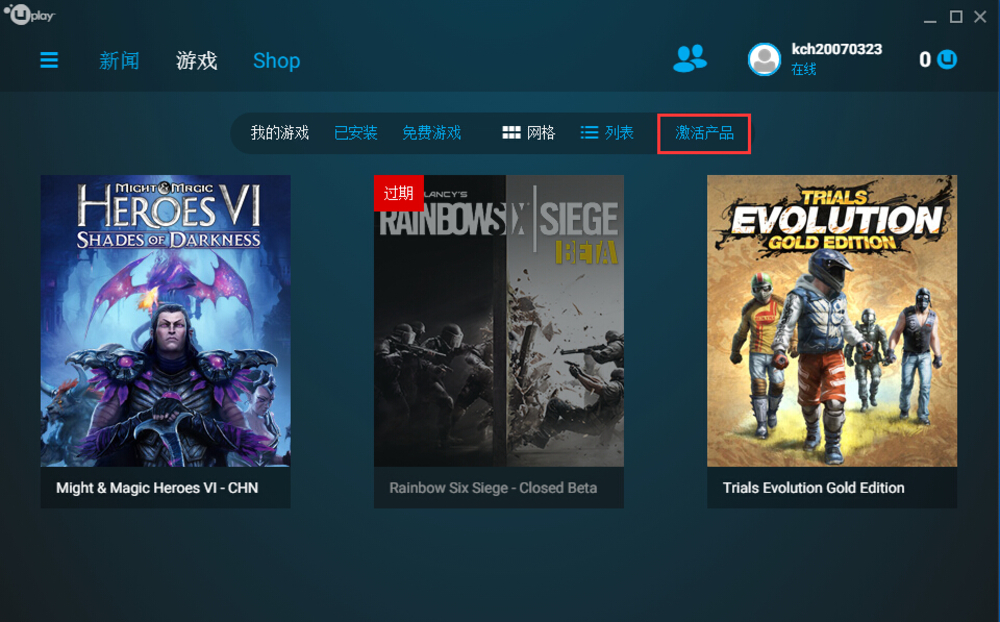 Uplay
新闻 游戏 Shop
kch20070323
在线
0
我的游戏 已安装 免费游戏 网格 列表 激活产品
MIGHT & MAGIC
HEROES VI
SHADES OF DARKNESS
过期
CLANCY'S
RAINBOW SIX | SIEGE
BETA
TRIALS
EVOLUTION
GOLD EDITION
Might & Magic Heroes VI - CHN
Rainbow Six Siege - Closed Beta
Trials Evolution Gold Edition